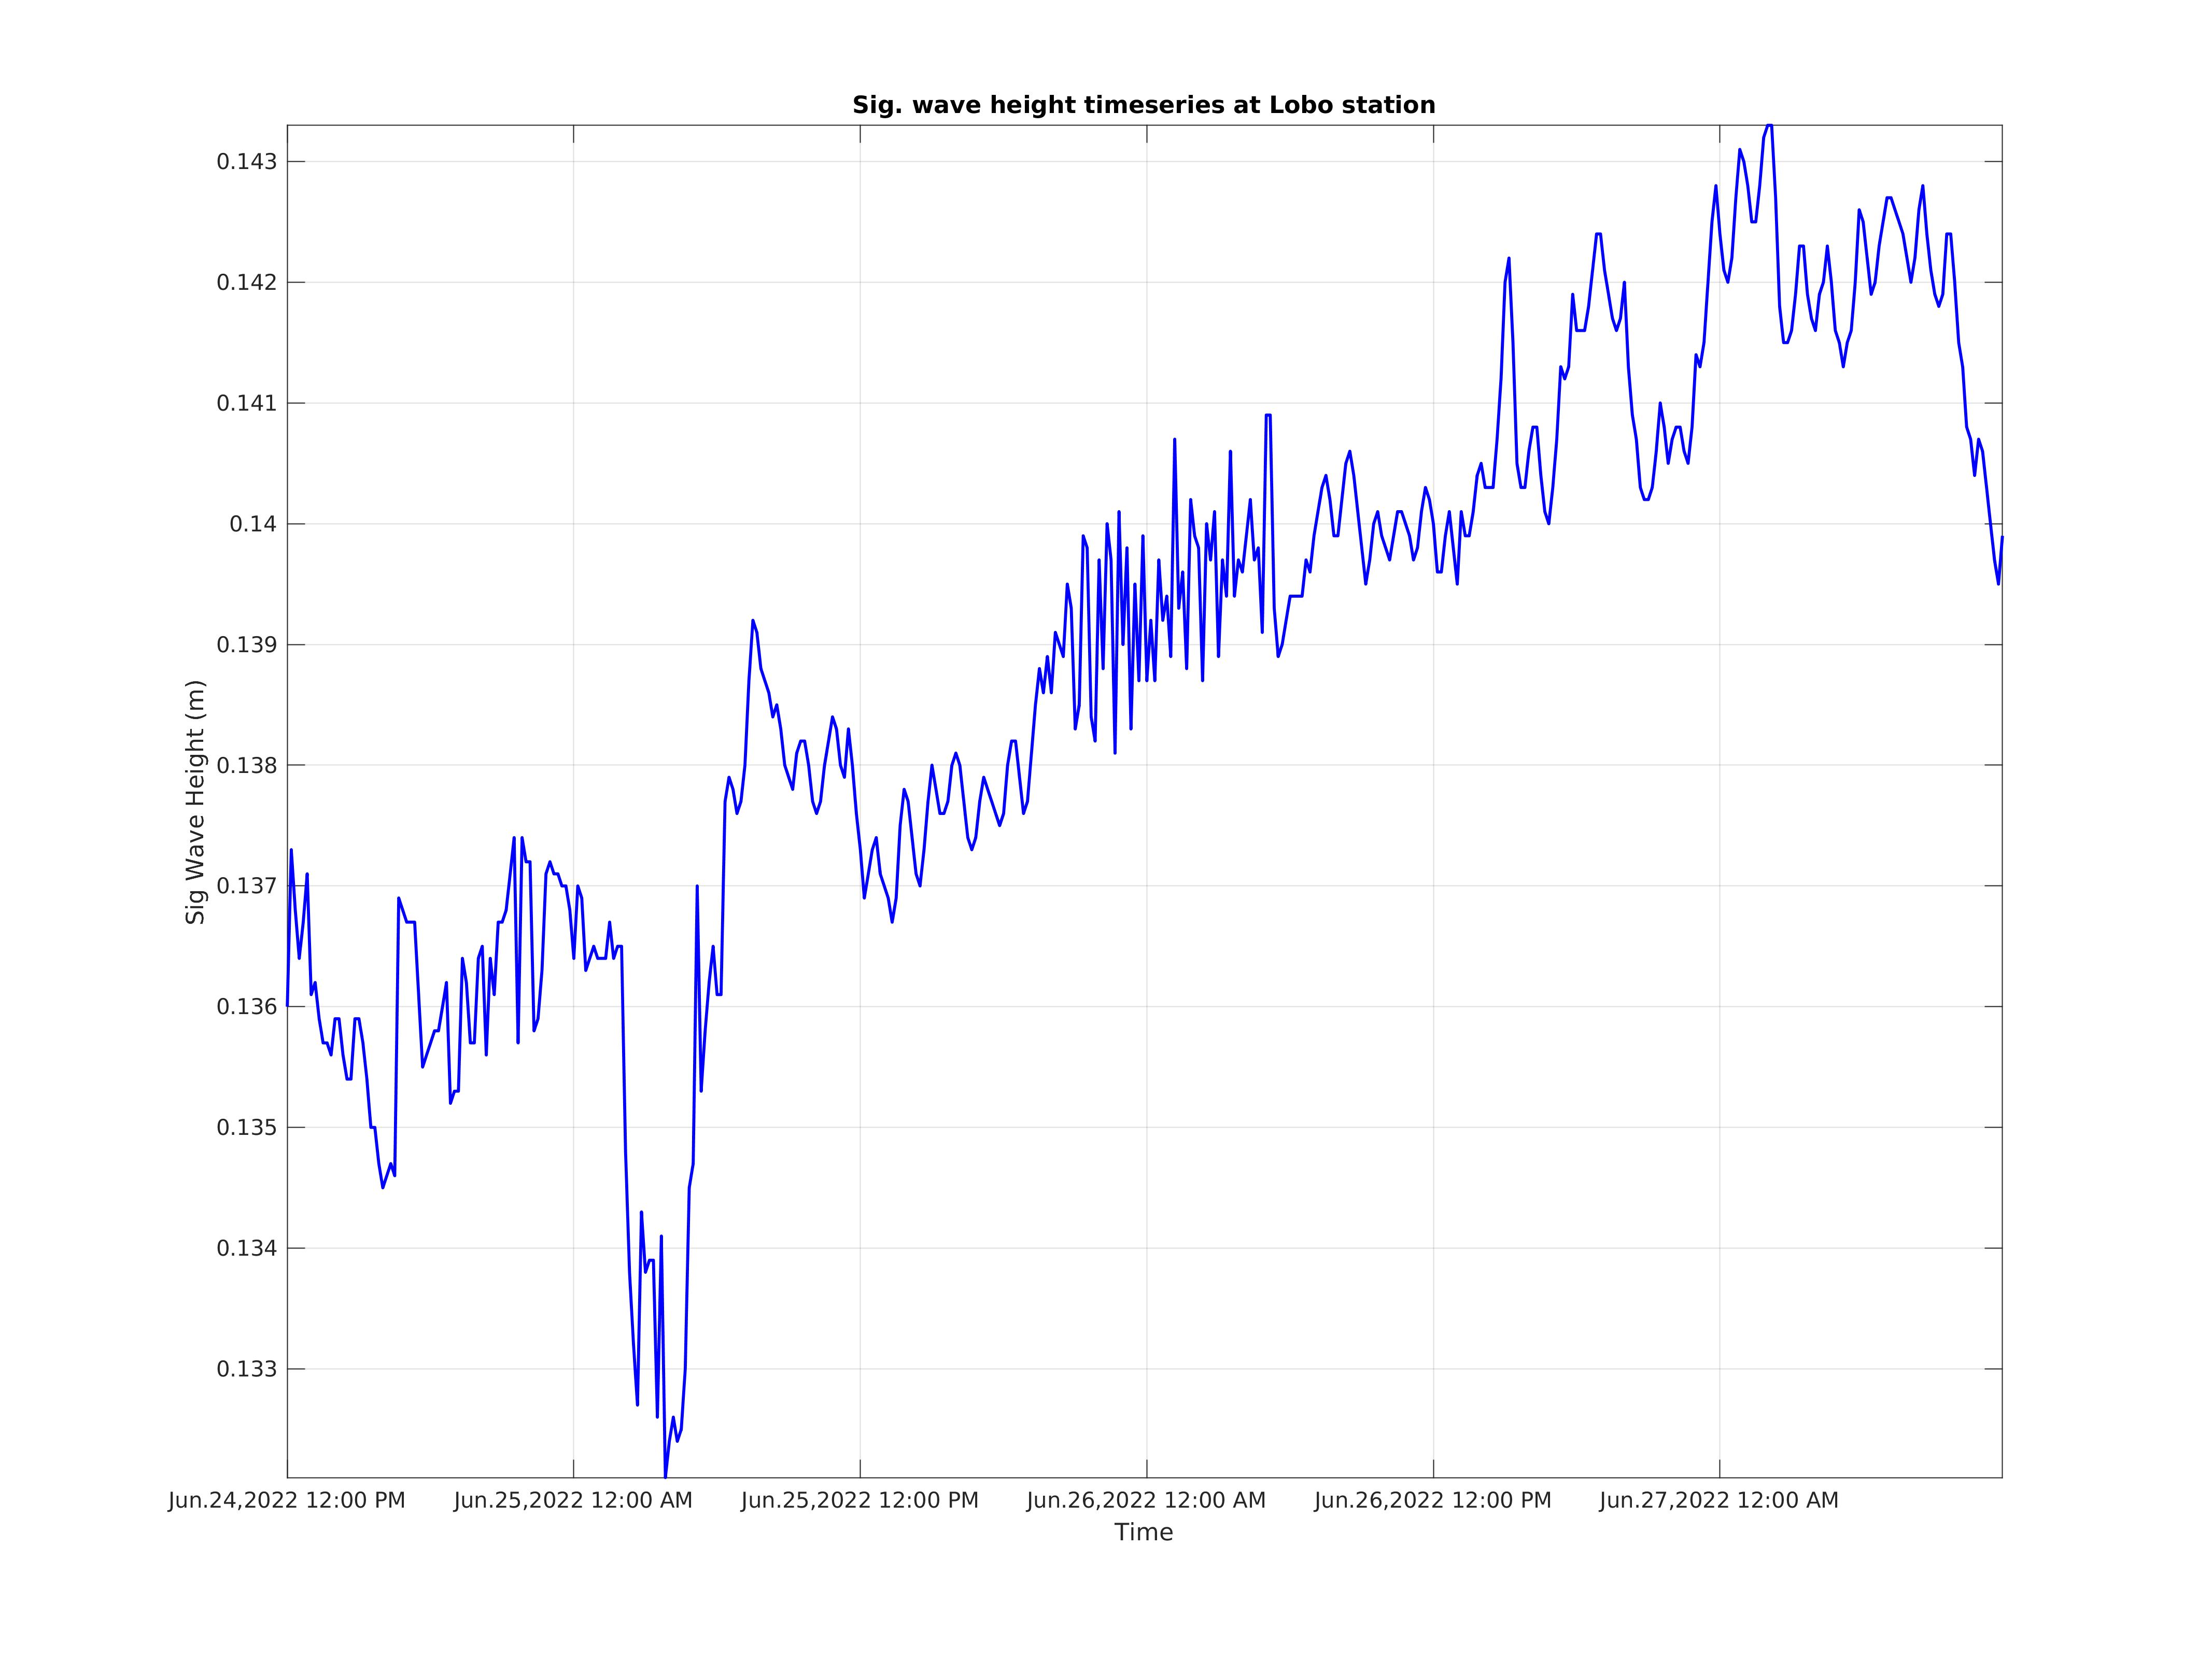 Sig. wave height timeseries at Lobo station
0.143
0.142
0.141
0.14
0.139
0.138
0.137
0.136
0.135
0.134
0.133
Sig Wave Height (m)
Jun.24,2022 12:00 PM
Jun.25,2022 12:00 AM
Jun.25,2022 12:00 PM
Jun.26,2022 12:00 AM
Jun.26,2022 12:00 PM
Jun.27,2022 12:00 AM
Time